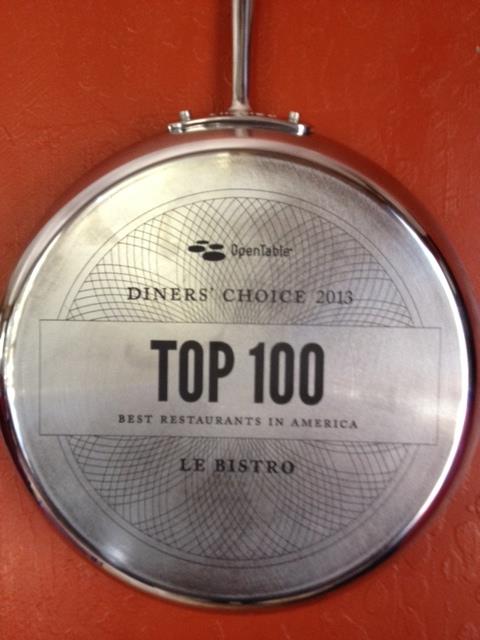 OpenTable
DINERS' CHOICE 2013
TOP 100
BEST RESTAURANTS IN AMERICA
LE BISTRO